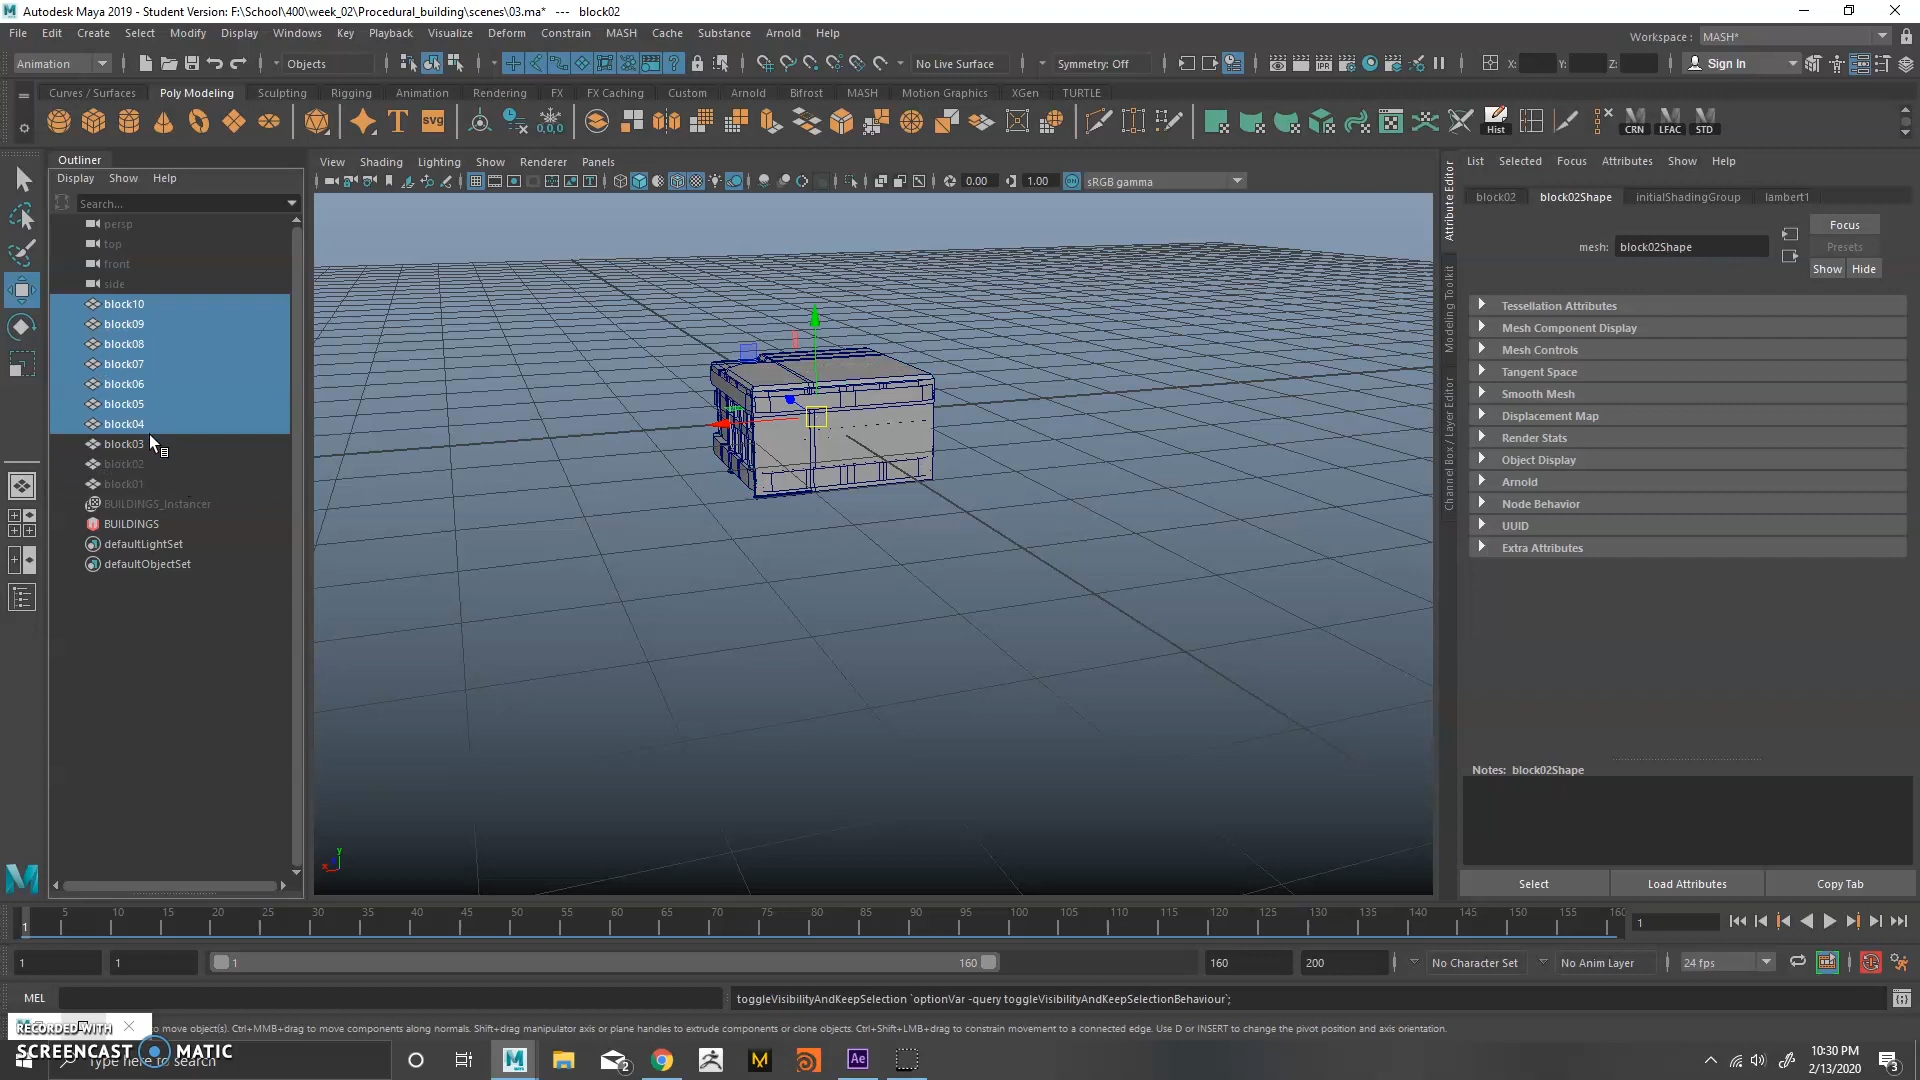 Autodesk Maya 2019 - Student Version: F:\School\400\week_02\Procedural_building\scenes\03.ma* --- block02
File Edit Create Select Modify Display Windows Key Playback Visualize Deform Constrain MASH Cache Substance Arnold Help
Workspace : MASH*
Animation Objects No Live Surface Symmetry: Off X: Y: Z: Sign In
Curves / Surfaces Poly Modeling Sculpting Rigging Animation Rendering FX FX Caching Custom Arnold Bifrost MASH Motion Graphics XGen TURTLE
T svg 0,0,0 Hist CRN LFAC STD
Outliner
Display Show Help
Search...
persp
top
front
side
block10
block09
block08
block07
block06
block05
block04
block03
block02
block01
BUILDINGS_Instancer
BUILDINGS
defaultLightSet
defaultObjectSet
View Shading Lighting Show Renderer Panels
0.00 1.00 sRGB gamma
y
x
Attribute Editor
Modeling Toolkit
Channel Box / Layer Editor
List Selected Focus Attributes Show Help
block02 block02Shape initialShadingGroup lambert1
mesh: block02Shape
Focus
Presets
Show Hide
Tessellation Attributes
Mesh Component Display
Mesh Controls
Tangent Space
Smooth Mesh
Displacement Map
Render Stats
Object Display
Arnold
Node Behavior
UUID
Extra Attributes
Notes: block02Shape
Select Load Attributes Copy Tab
1 5 10 15 20 25 30 35 40 45 50 55 60 65 70 75 80 85 90 95 100 105 110 115 120 125 130 135 140 145 150 155 160 1
1 1 1 160 160 200 No Character Set No Anim Layer 24 fps
MEL toggleVisibilityAndKeepSelection `optionVar -query toggleVisibilityAndKeepSelectionBehaviour`;
to move object(s). Ctrl+MMB+drag to move components along normals. Shift+drag manipulator axis or plane handles to extrude components or clone objects. Ctrl+Shift+LMB+drag to constrain movement to a connected edge. Use D or INSERT to change the pivot position and axis orientation.
RECORDED WITH
SCREENCAST MATIC
Type here to search
2 Ae
10:30 PM
2/13/2020
3